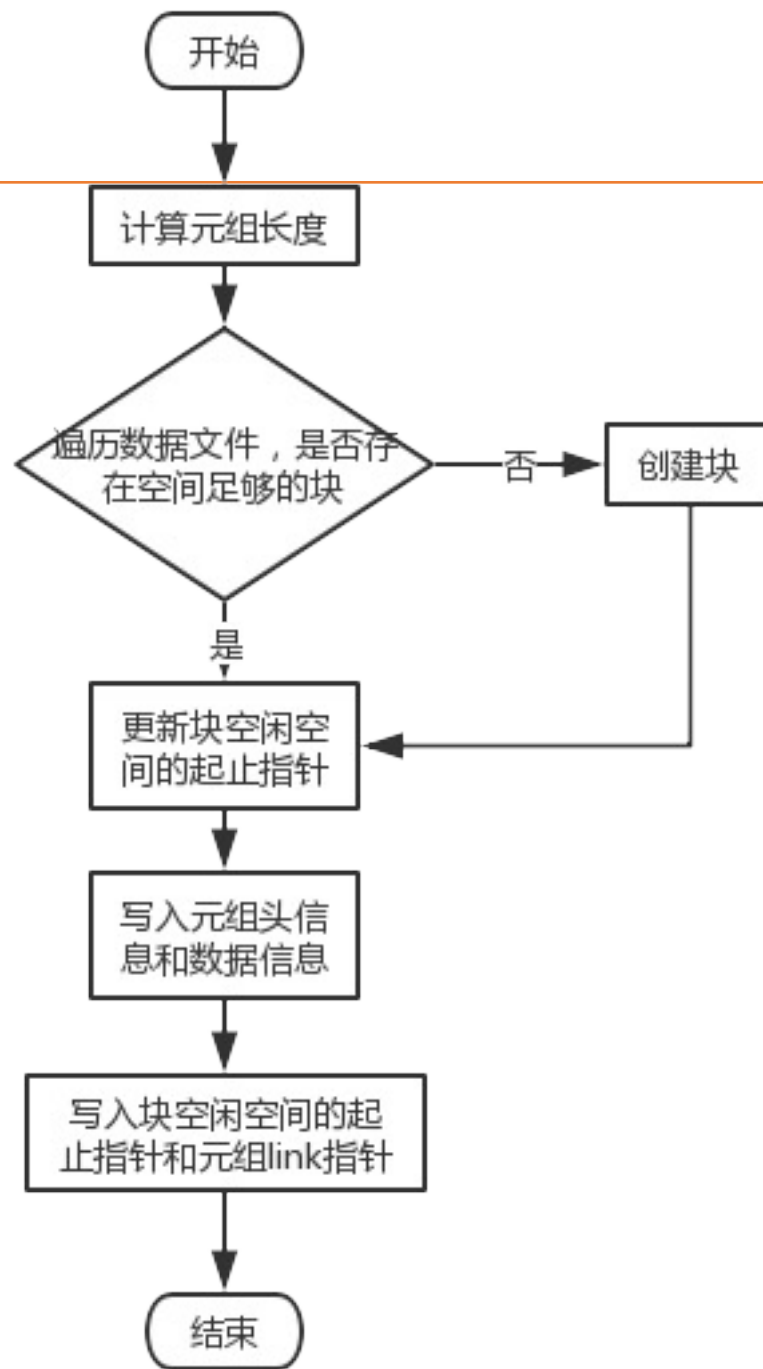 开始
计算元组长度
遍历数据文件，是否存
在空间足够的块
否
创建块
是
更新块空闲空
间的起止指针
写入元组头信
息和数据信息
写入块空闲空间的起
止指针和元组link指针
结束